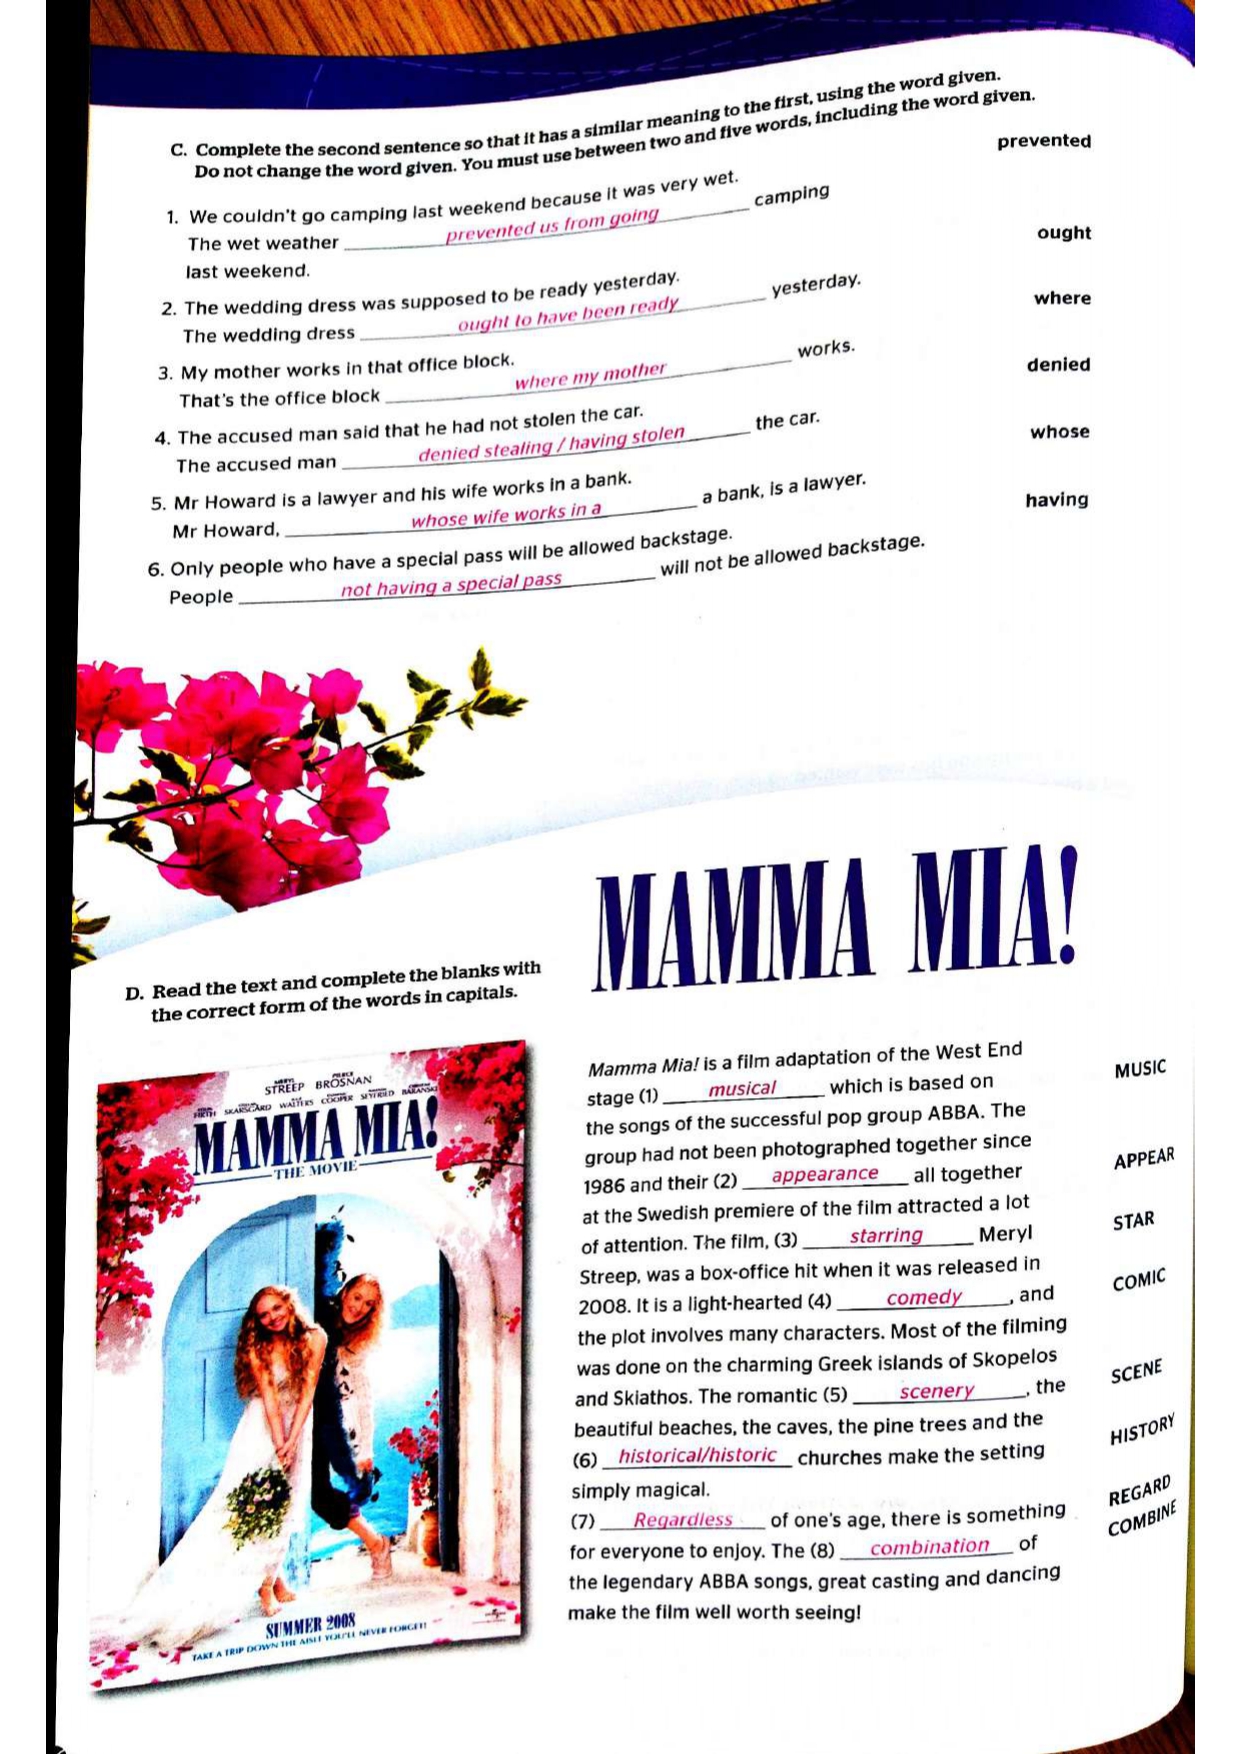 C. Complete the second sentence so that it has a similar meaning to the first, using the word given.
Do not change the word given. You must use between two and five words, including the word given.
1. We couldn't go camping last weekend because it was very wet. prevented
The wet weather prevented us from going camping
last weekend.
2. The wedding dress was supposed to be ready yesterday. ought
The wedding dress ought to have been ready yesterday.
3. My mother works in that office block. where
That's the office block where my mother works.
4. The accused man said that he had not stolen the car. denied
The accused man denied stealing / having stolen the car.
5. Mr Howard is a lawyer and his wife works in a bank. whose
Mr Howard, whose wife works in a a bank, is a lawyer.
6. Only people who have a special pass will be allowed backstage. having
People not having a special pass will not be allowed backstage.
MAMMA MIA!
D. Read the text and complete the blanks with
the correct form of the words in capitals.
MERYL STREEP PIERCE BROSNAN
FIRTH SKARSGARD WALTERS COOPER SEYFRIED BARANSKI
MAMMA MIA!
THE MOVIE
SUMMER 2008
TAKE A TRIP DOWN THE AISLE YOU'LL NEVER FORGET!
Mamma Mia! is a film adaptation of the West End
stage (1) musical which is based on MUSIC
the songs of the successful pop group ABBA. The
group had not been photographed together since
1986 and their (2) appearance all together APPEAR
at the Swedish premiere of the film attracted a lot
of attention. The film, (3) starring Meryl STAR
Streep, was a box-office hit when it was released in
2008. It is a light-hearted (4) comedy, and COMIC
the plot involves many characters. Most of the filming
was done on the charming Greek islands of Skopelos
and Skiathos. The romantic (5) scenery, the SCENE
beautiful beaches, the caves, the pine trees and the
(6) historical/historic churches make the setting HISTORY
simply magical.
(7) Regardless of one's age, there is something REGARD
for everyone to enjoy. The (8) combination of COMBINE
the legendary ABBA songs, great casting and dancing
make the film well worth seeing!